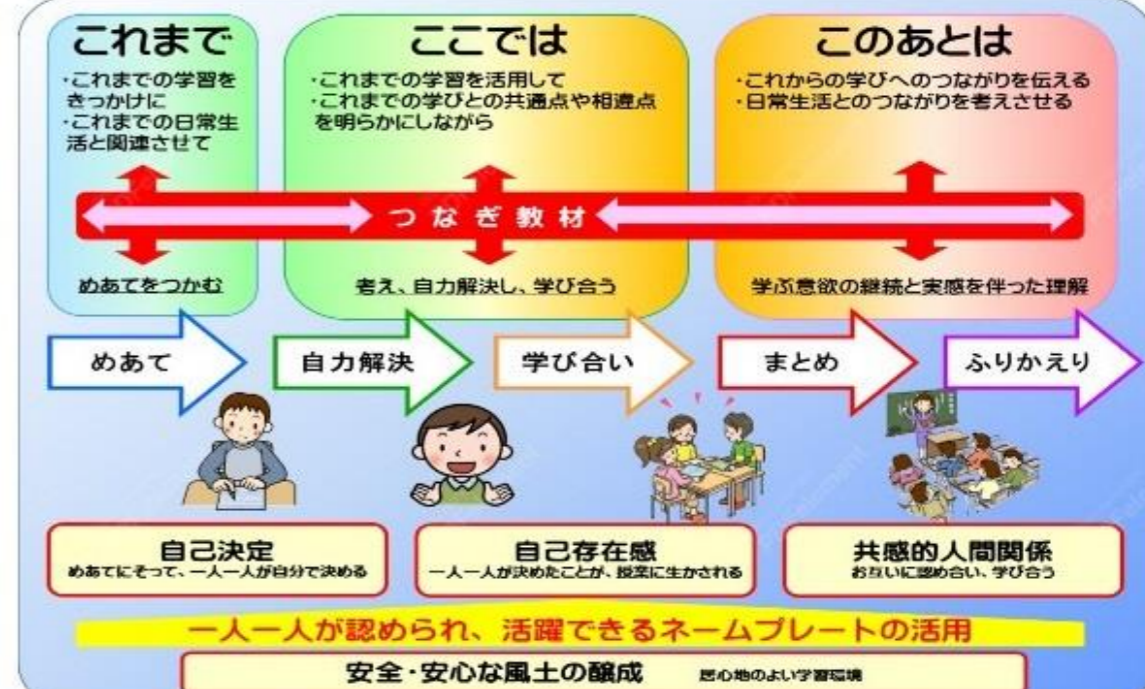 これまで
・これまでの学習を
きっかけに
・これまでの日常生
活と関連させて
ここでは
・これまでの学習を活用して
・これまでの学びとの共通点や相違点
を明らかにしながら
このあとは
・これからの学びへのつながりを伝える
・日常生活とのつながりを考えさせる
つなぎ教材
めあてをつかむ
考え、自力解決し、学び合う
学ぶ意欲の継続と実感を伴った理解
めあて
自力解決
学び合い
まとめ
ふりかえり
自己決定
めあてにそって、一人一人が自分で決める
自己存在感
一人一人が決めたことが、授業に生かされる
共感的人間関係
お互いに認め合い、学び合う
一人一人が認められ、活躍できるネームプレートの活用
安全・安心な風土の醸成 居心地のよい学習環境